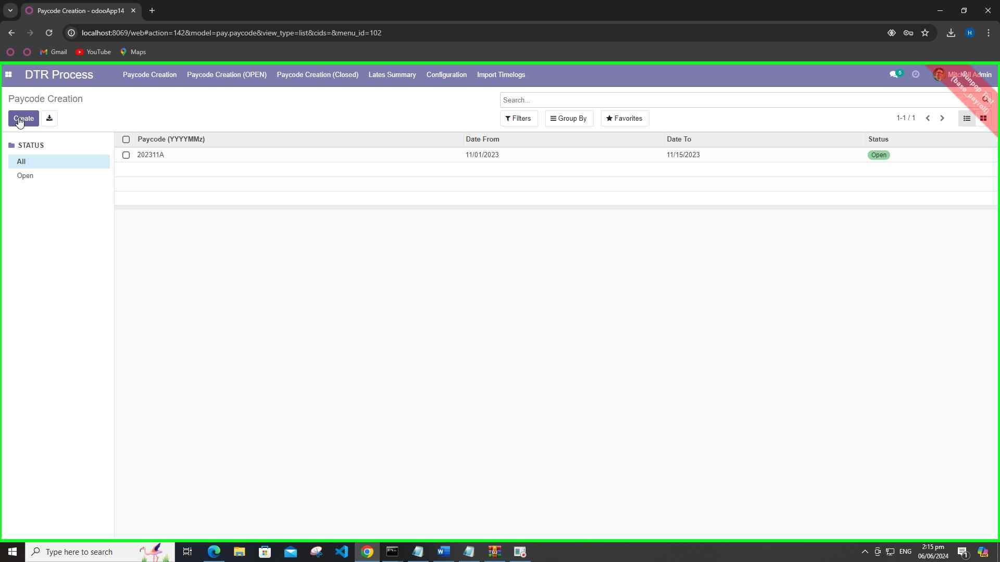 Paycode Creation - odooApp14
localhost:8069/web#action=142&model=pay.paycode&view_type=list&cids=&menu_id=102
H
Gmail YouTube Maps
DTR Process Paycode Creation Paycode Creation (OPEN) Paycode Creation (Closed) Lates Summary Configuration Import Timelogs 5 Mitchell Admin
(base_payroll)
Paycode Creation Search...
Create Filters Group By Favorites 1-1 / 1
STATUS
All
Open
Paycode (YYYYMMz) Date From Date To Status
202311A 11/01/2023 11/15/2023 Open
Type here to search ENG 2:15 pm
06/06/2024 1